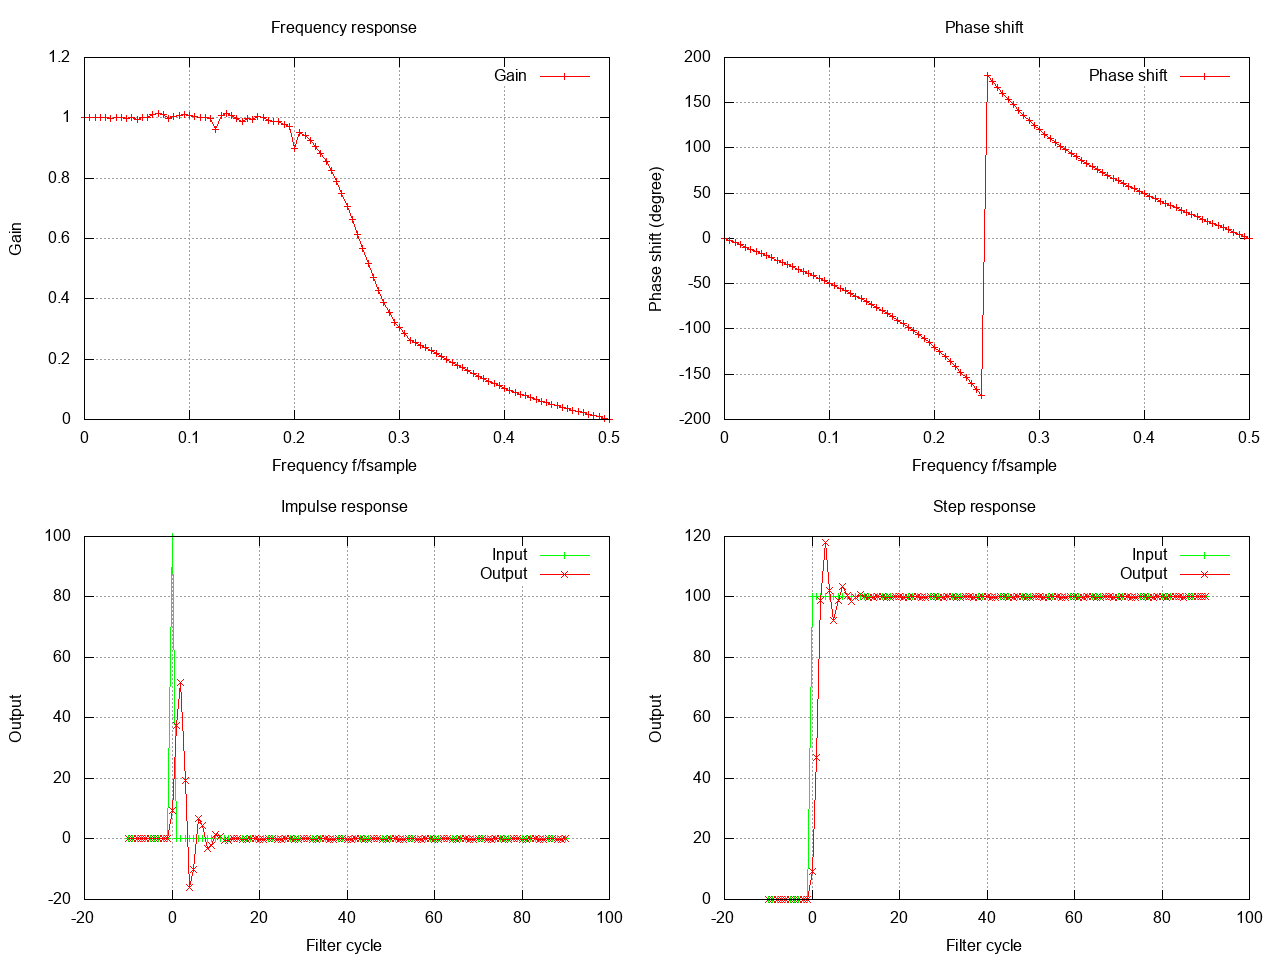 Frequency response
1.2
1
0.8
0.6
0.4
0.2
0
Gain
Gain
0 0.1 0.2 0.3 0.4 0.5
Frequency f/fsample
Phase shift
200
150
100
50
0
-50
-100
-150
-200
Phase shift (degree)
Phase shift
0 0.1 0.2 0.3 0.4 0.5
Frequency f/fsample
Impulse response
100
80
60
40
20
0
-20
Output
Input
Output
-20 0 20 40 60 80 100
Filter cycle
Step response
120
100
80
60
40
20
0
Output
Input
Output
-20 0 20 40 60 80 100
Filter cycle